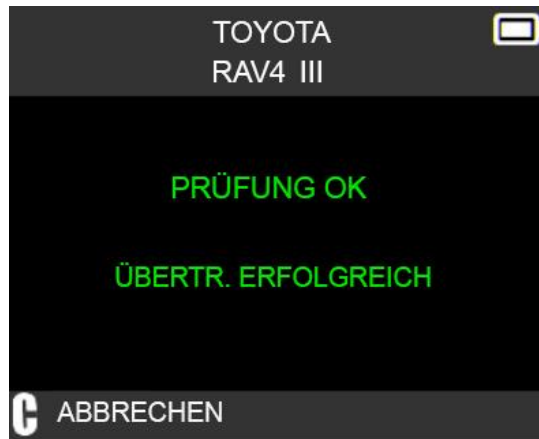 TOYOTA
RAV4 III
PRÜFUNG OK
ÜBERTR. ERFOLGREICH
C ABBRECHEN